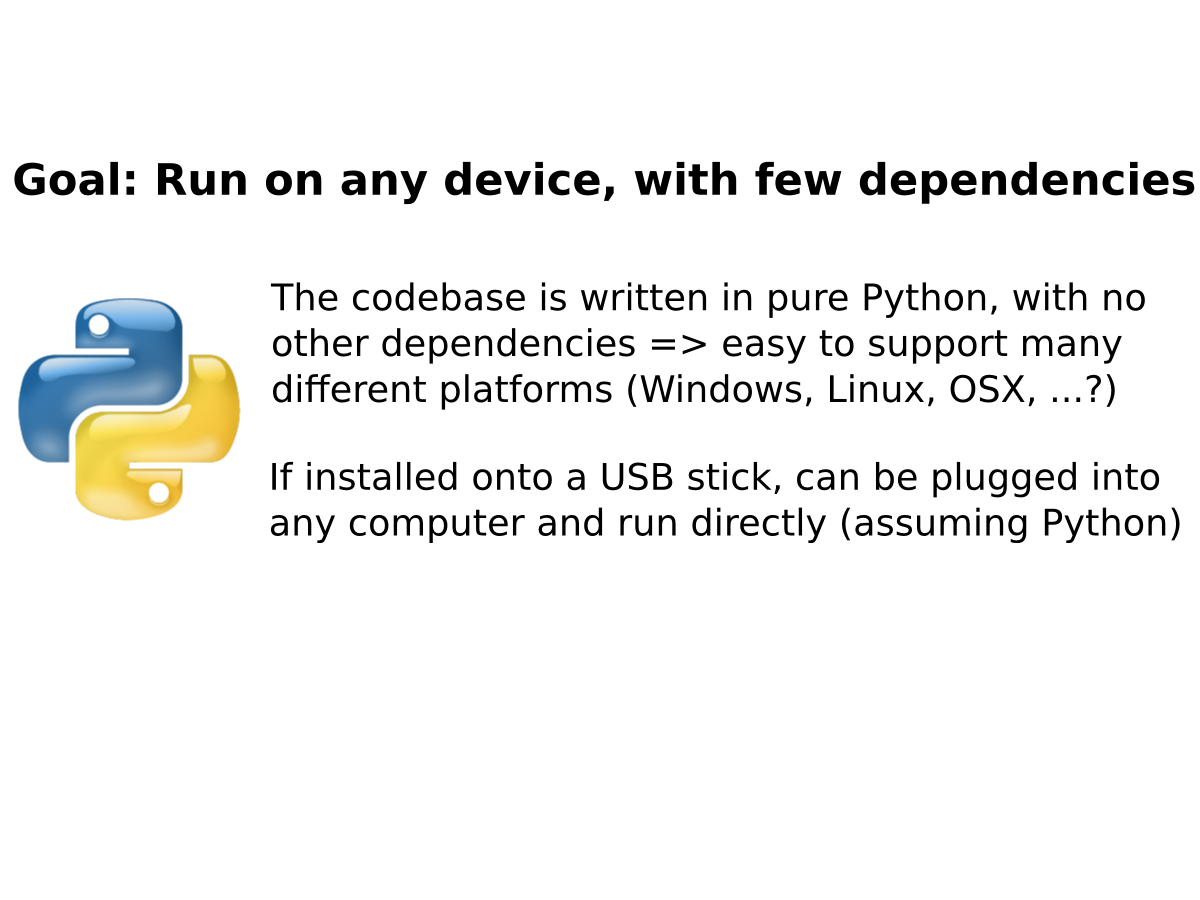 Goal: Run on any device, with few dependencies
The codebase is written in pure Python, with no
other dependencies => easy to support many
different platforms (Windows, Linux, OSX, ...?)
If installed onto a USB stick, can be plugged into
any computer and run directly (assuming Python)